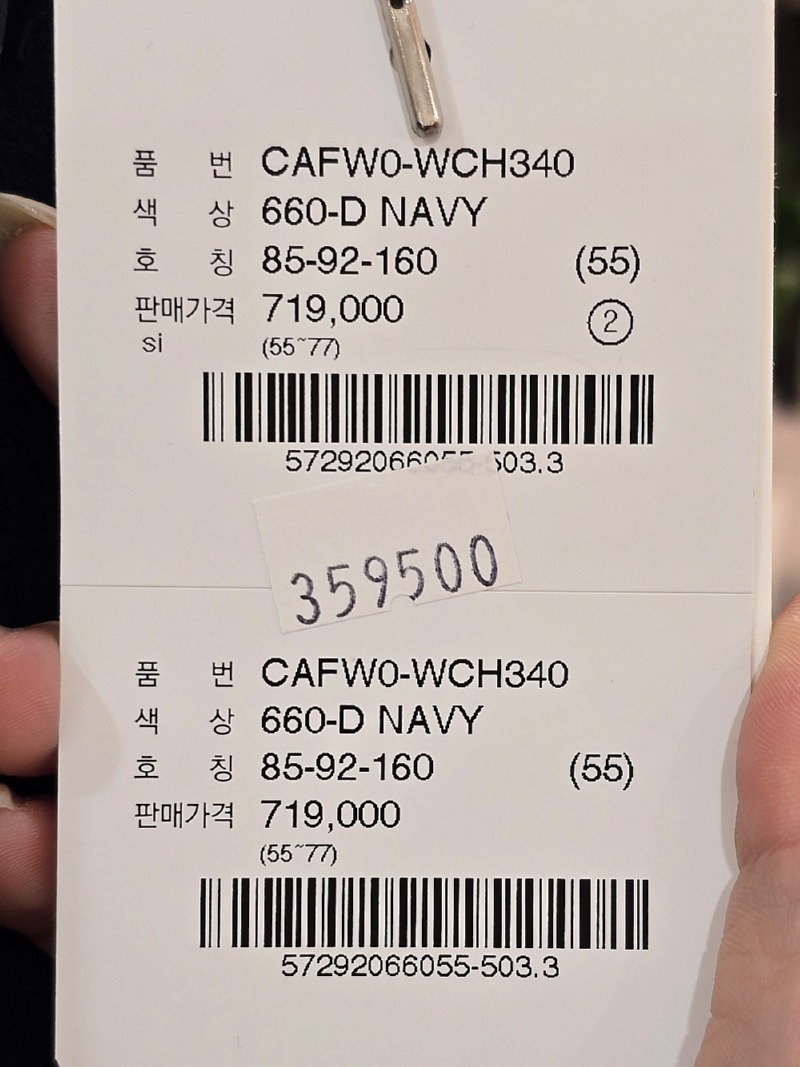 품 번 CAFW0-WCH340
색 상 660-D NAVY
호 칭 85-92-160 (55)
판매가격 719,000 ②
si (55~77)
57292066055-503.3
359500
품 번 CAFW0-WCH340
색 상 660-D NAVY
호 칭 85-92-160 (55)
판매가격 719,000
(55~77)
57292066055-503.3